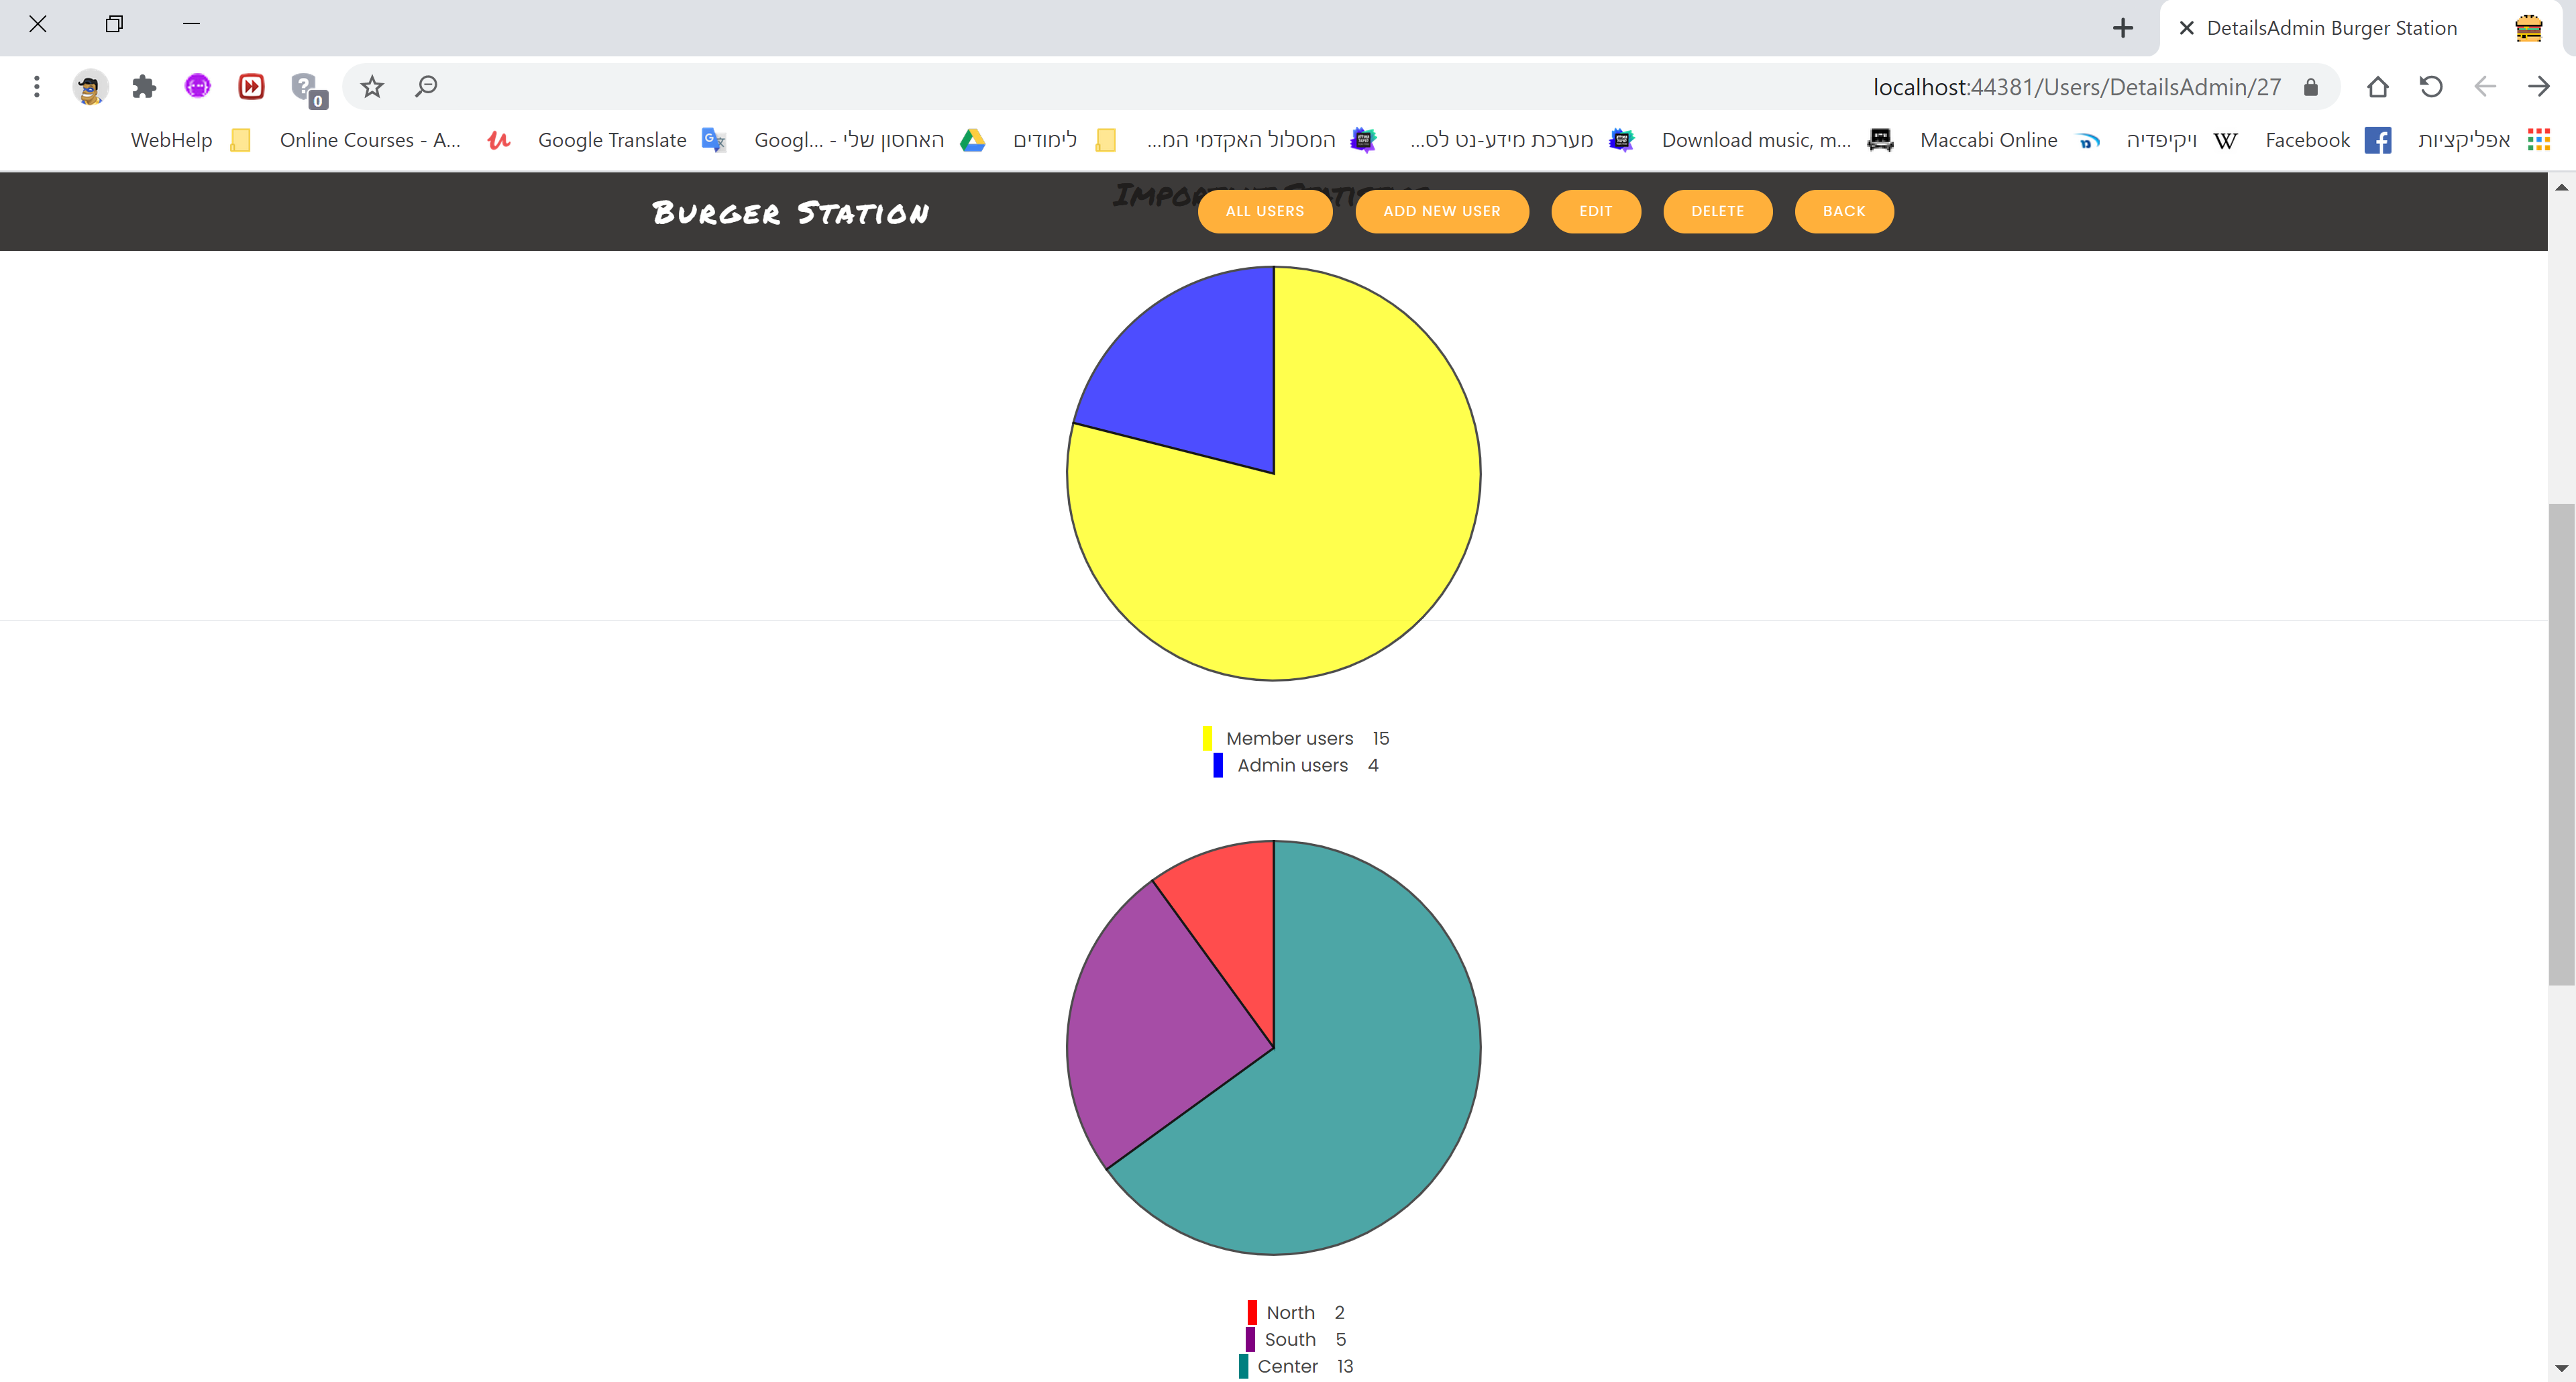 DetailsAdmin Burger Station
localhost:44381/Users/DetailsAdmin/27
0
WebHelp Online Courses - A... Google Translate Googl... - האחסון שלי לימודים המסלול האקדמי המ... מערכת מידע-נט לס... Download music, m... Maccabi Online ויקיפדיה Facebook אפליקציות
Burger Station ALL USERS ADD NEW USER EDIT DELETE BACK
Member users 15
Admin users 4
North 2
South 5
Center 13